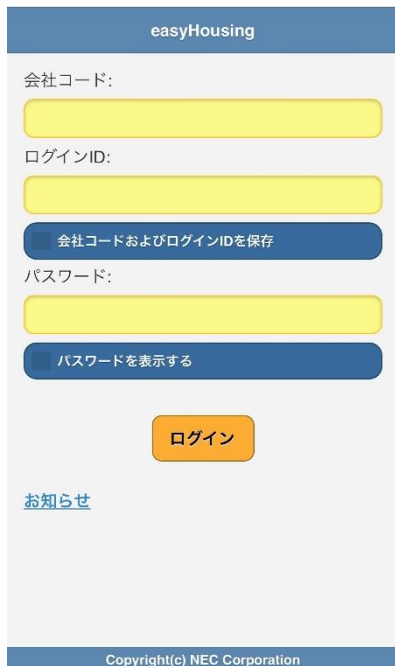 easyHousing
会社コード:
ログインID:
会社コードおよびログインIDを保存
パスワード:
パスワードを表示する
ログイン
お知らせ
Copyright(c) NEC Corporation